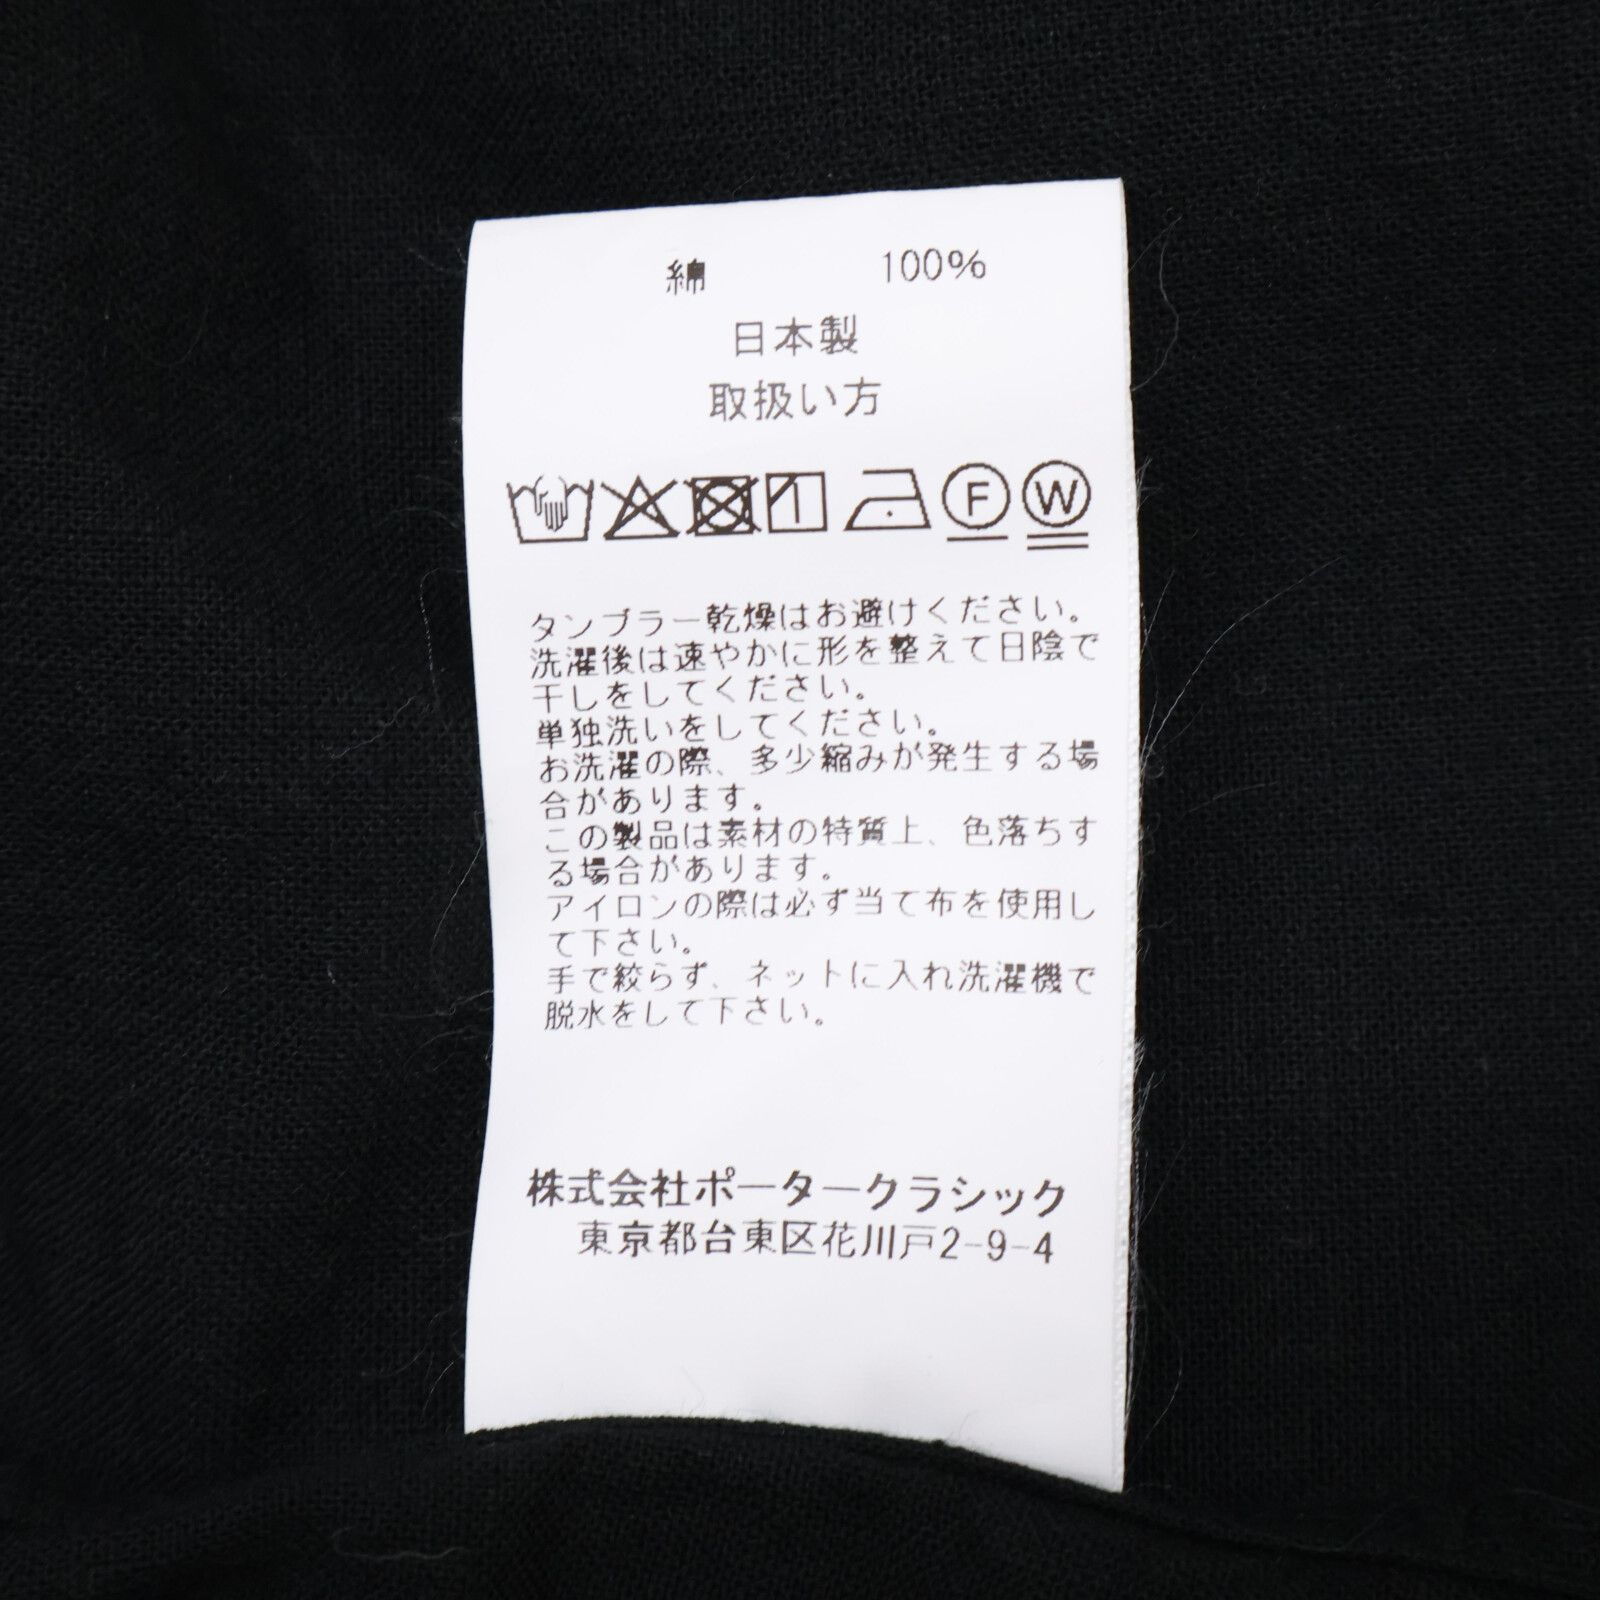 綿 100%
日本製
取扱い方
F W
タンブラー乾燥はお避けください。
洗濯後は速やかに形を整えて日陰で
干しをしてください。
単独洗いをしてください。
お洗濯の際、多少縮みが発生する場
合があります。
この製品は素材の特質上、色落ちす
る場合があります。
アイロンの際は必ず当て布を使用し
て下さい。
手で絞らず、ネットに入れ洗濯機で
脱水をして下さい。
株式会社ポータークラシック
東京都台東区花川戸2-9-4